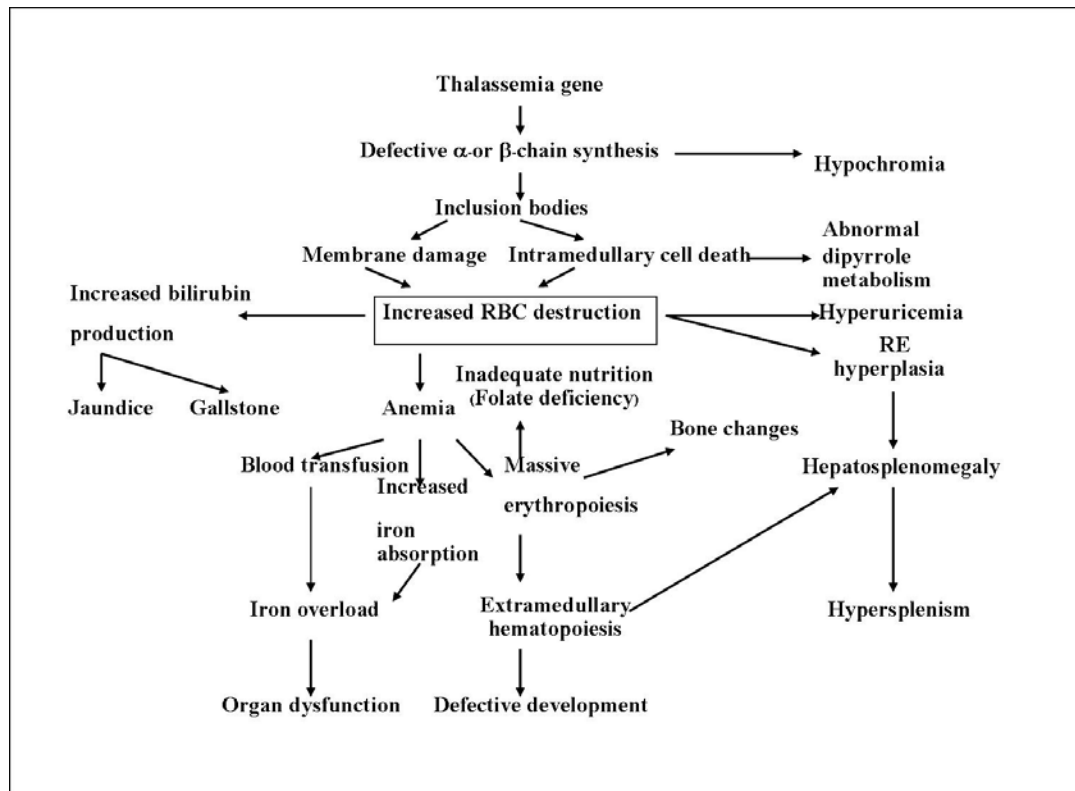 Thalassemia gene
Defective α-or β-chain synthesis
Hypochromia
Inclusion bodies
Membrane damage
Intramedullary cell death
Abnormal
dipyrrole
metabolism
Increased bilirubin
production
Increased RBC destruction
Hyperuricemia
RE
hyperplasia
Jaundice
Gallstone
Anemia
Inadequate nutrition
(Folate deficiency)
Bone changes
Blood transfusion
Increased
iron
absorption
Massive
erythropoiesis
Hepatosplenomegaly
Iron overload
Extramedullary
hematopoiesis
Hypersplenism
Organ dysfunction
Defective development